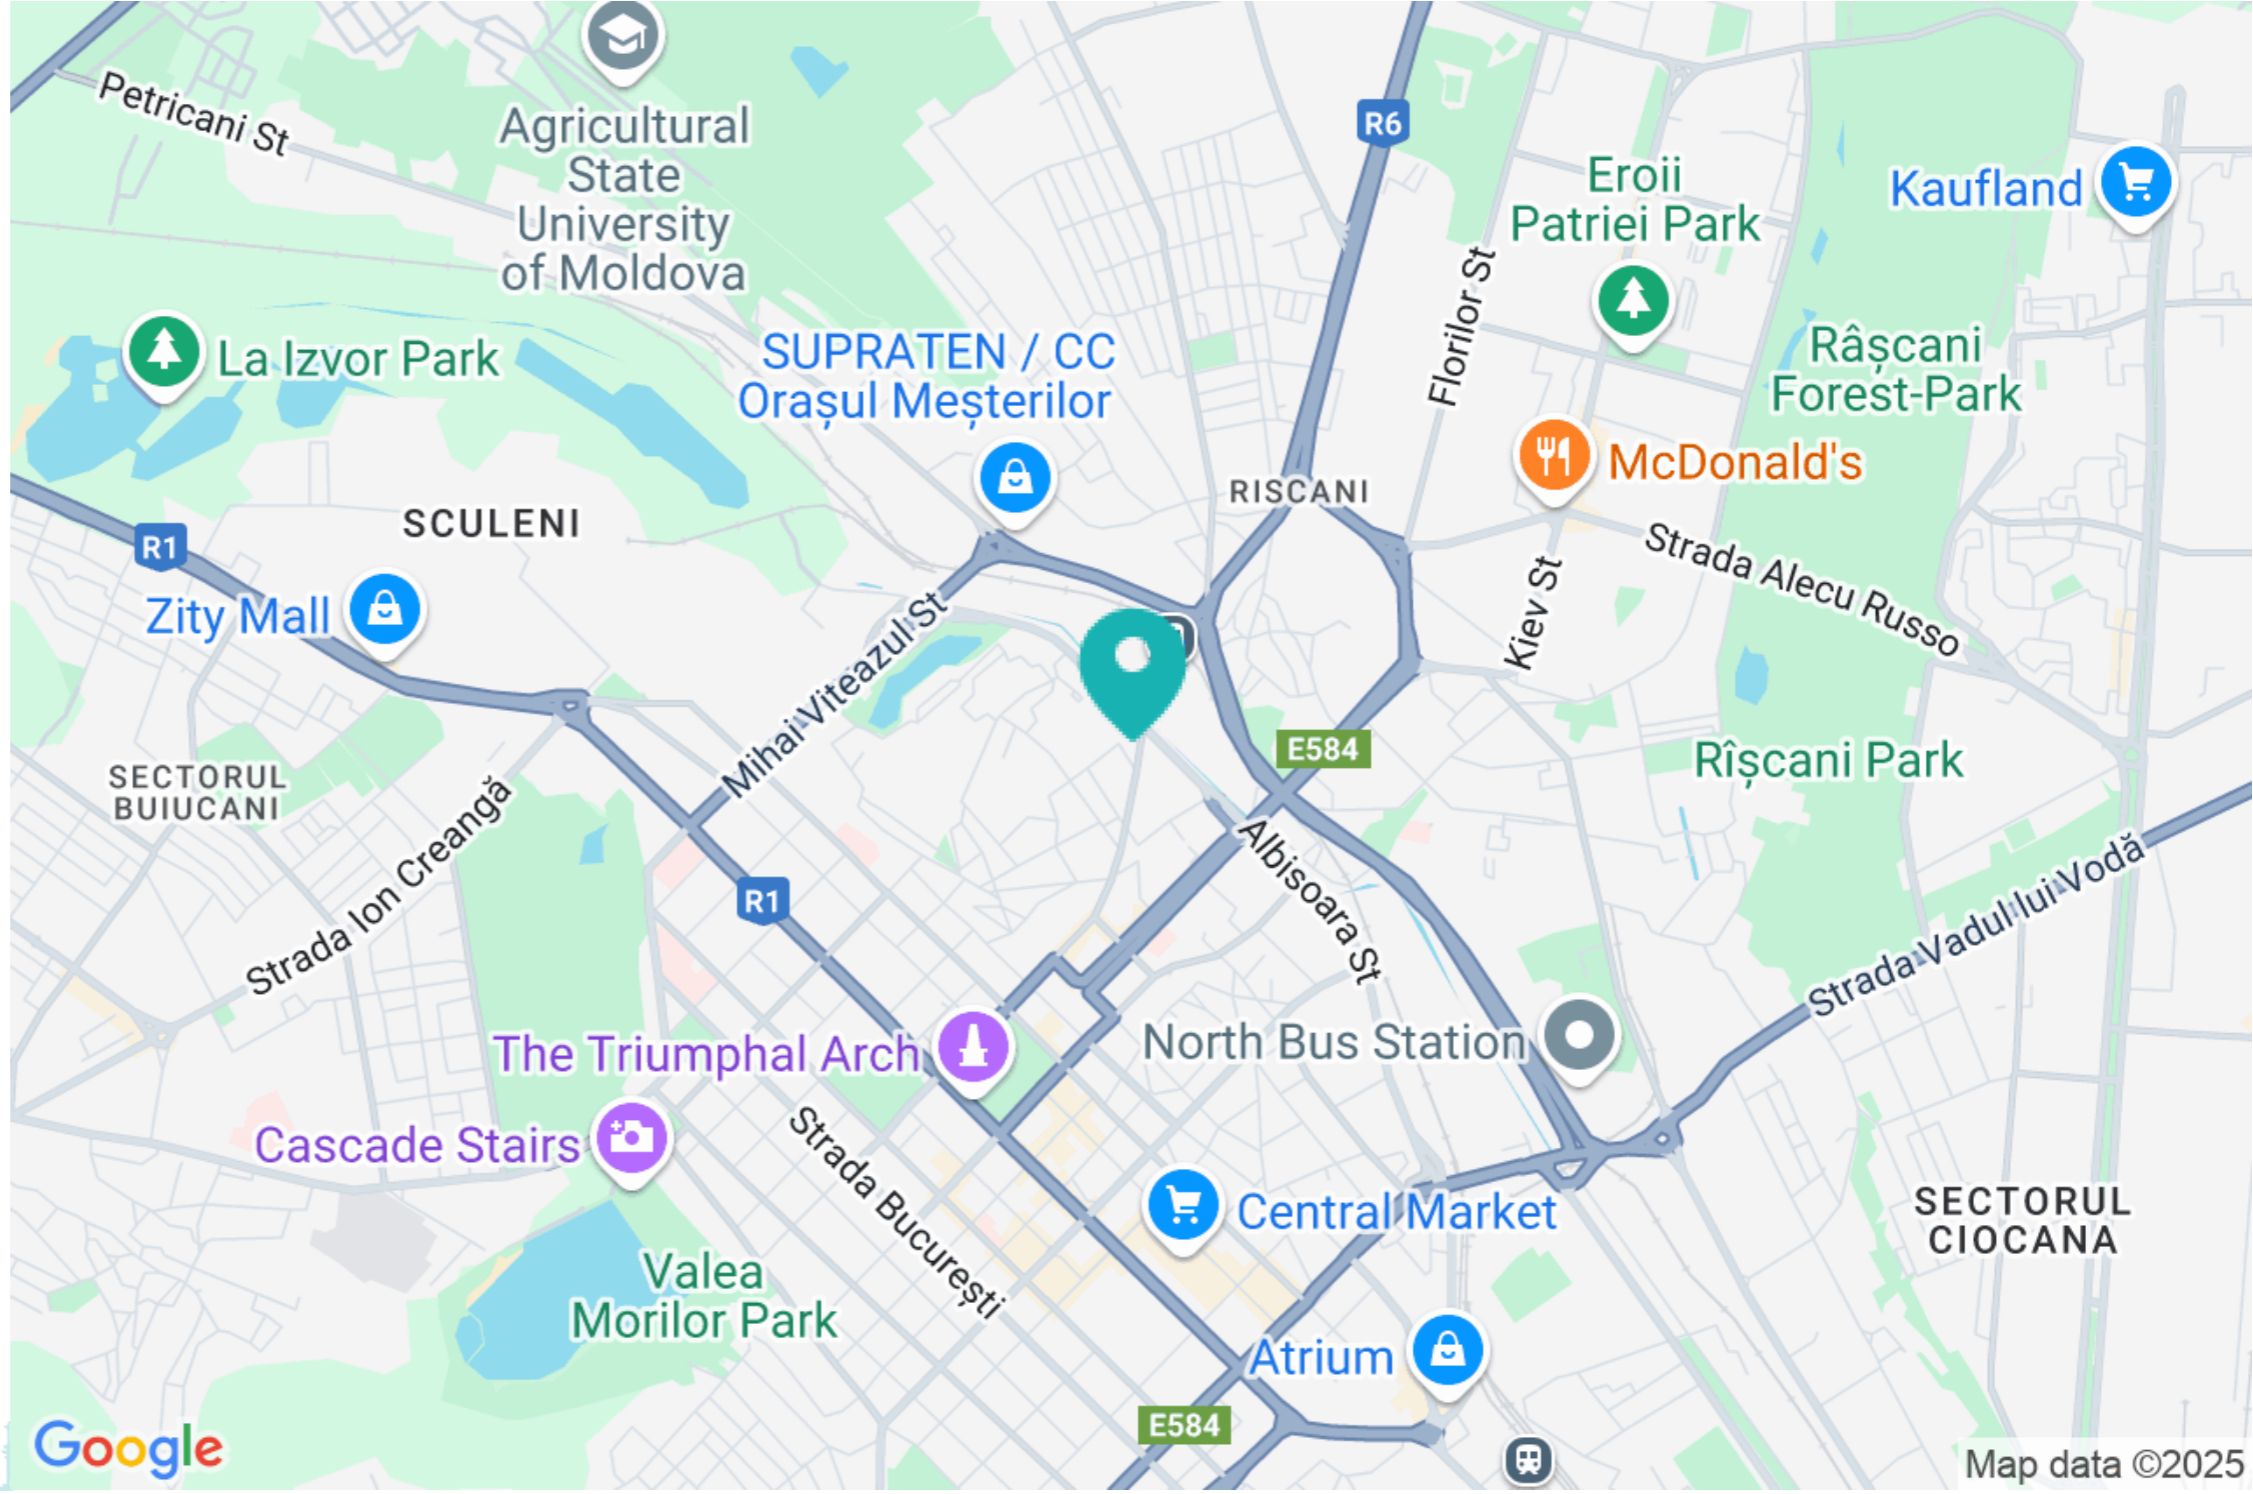 Petricani St
Agricultural
State
University
of Moldova
R6
Eroii
Patriei Park
Kaufland
La Izvor Park
SUPRATEN / CC
Orașul Meșterilor
Florilor St
Râșcani
Forest-Park
McDonald's
RISCANI
SCULENI
R1
Zity Mall
Mihai Viteazul St
Kiev St
Strada Alecu Russo
E584
Rîșcani Park
SECTORUL
BUIUCANI
Strada Ion Creangă
R1
Albisoara St
Strada Vadul lui Vodă
The Triumphal Arch
North Bus Station
Cascade Stairs
Strada București
Central Market
SECTORUL
CIOCANA
Valea
Morilor Park
Atrium
E584
Google
Map data ©2025